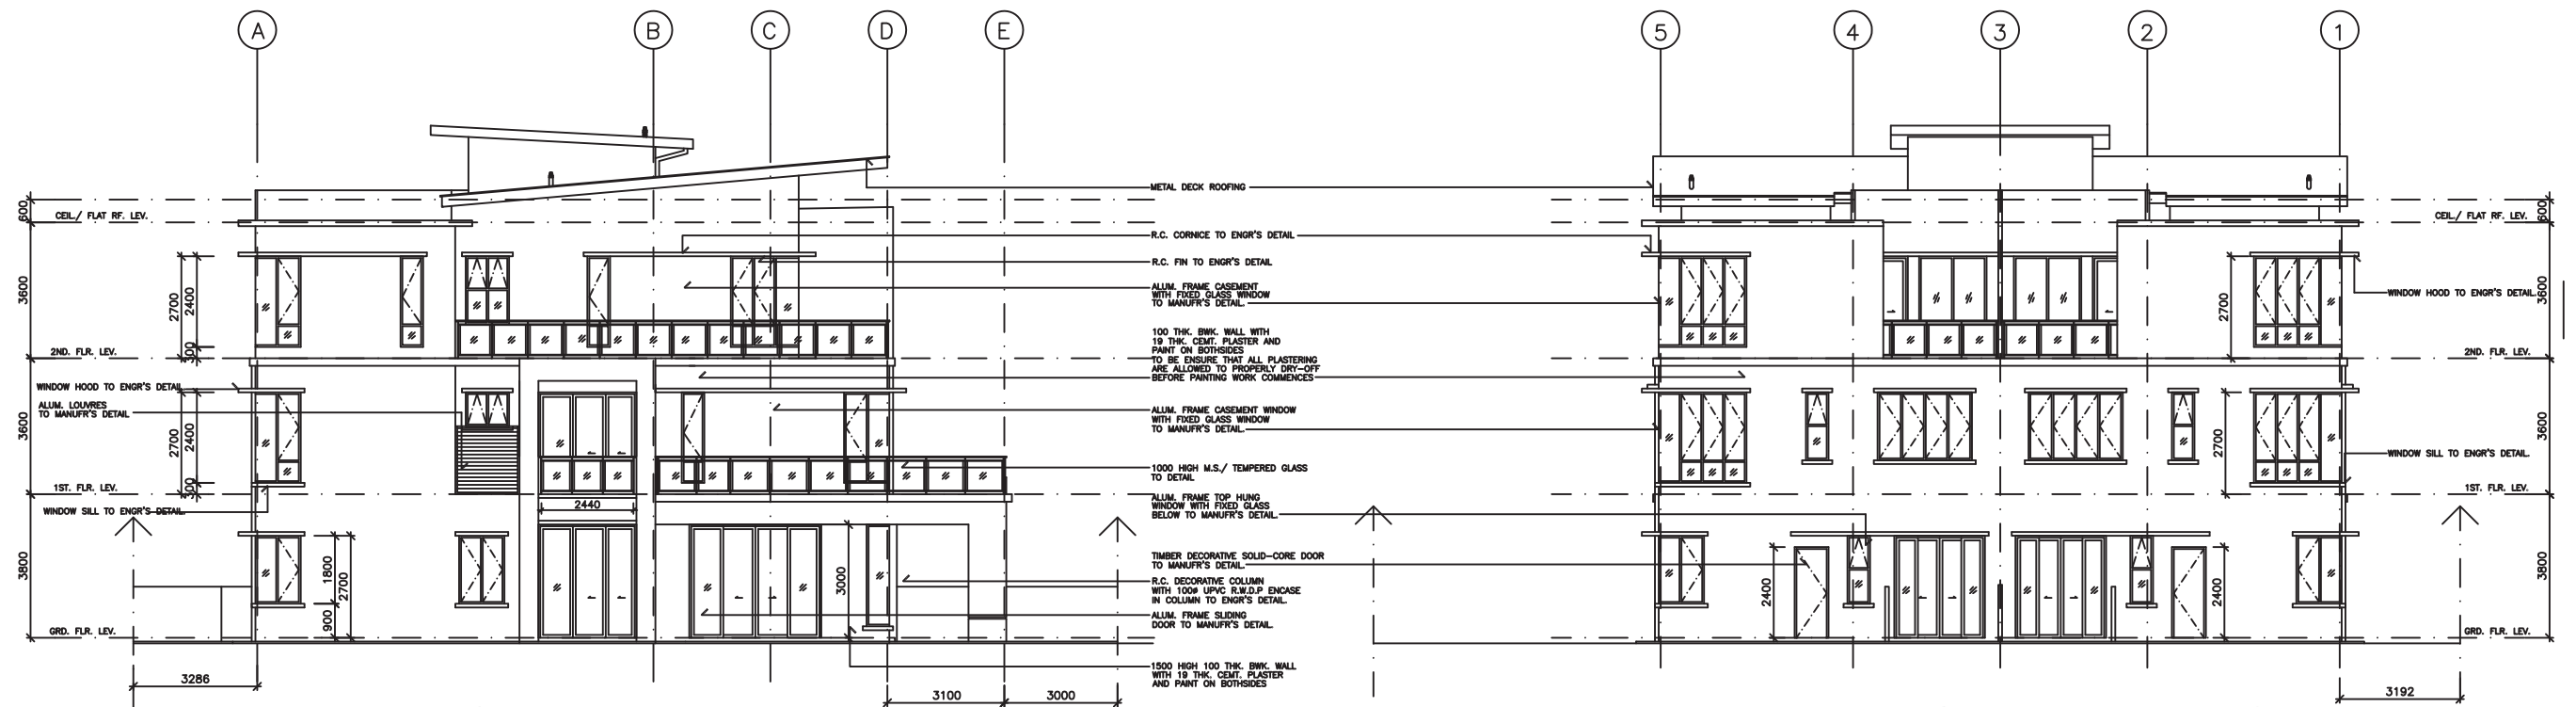 A
B
C
D
E
5
4
3
2
1
600
CEIL./ FLAT RF. LEV.
3600
2700
2400
300
2ND. FLR. LEV.
WINDOW HOOD TO ENGR'S DETAIL
ALUM. LOUVRES
TO MANUFR'S DETAIL
3600
2700
2400
300
1ST. FLR. LEV.
WINDOW SILL TO ENGR'S DETAIL.
2440
3800
1800
2700
900
3000
GRD. FLR. LEV.
3286
3100
3000
METAL DECK ROOFING
R.C. CORNICE TO ENGR'S DETAIL
R.C. FIN TO ENGR'S DETAIL
ALUM. FRAME CASEMENT
WITH FIXED GLASS WINDOW
TO MANUFR'S DETAIL.
100 THK. BWK. WALL WITH
19 THK. CEMT. PLASTER AND
PAINT ON BOTHSIDES
TO BE ENSURE THAT ALL PLASTERING
ARE ALLOWED TO PROPERLY DRY-OFF
BEFORE PAINTING WORK COMMENCES
ALUM. FRAME CASEMENT WINDOW
WITH FIXED GLASS WINDOW
TO MANUFR'S DETAIL.
1000 HIGH M.S./ TEMPERED GLASS
TO DETAIL
ALUM. FRAME TOP HUNG
WINDOW WITH FIXED GLASS
BELOW TO MANUFR'S DETAIL.
TIMBER DECORATIVE SOLID-CORE DOOR
TO MANUFR'S DETAIL.
R.C. DECORATIVE COLUMN
WITH 100ø UPVC R.W.D.P ENCASE
IN COLUMN TO ENGR'S DETAIL.
ALUM. FRAME SLIDING
DOOR TO MANUFR'S DETAIL.
1500 HIGH 100 THK. BWK. WALL
WITH 19 THK. CEMT. PLASTER
AND PAINT ON BOTHSIDES
CEIL./ FLAT RF. LEV.
600
2700
3600
WINDOW HOOD TO ENGR'S DETAIL.
2ND. FLR. LEV.
2700
3600
WINDOW SILL TO ENGR'S DETAIL.
1ST. FLR. LEV.
2400
2400
3800
GRD. FLR. LEV.
3192